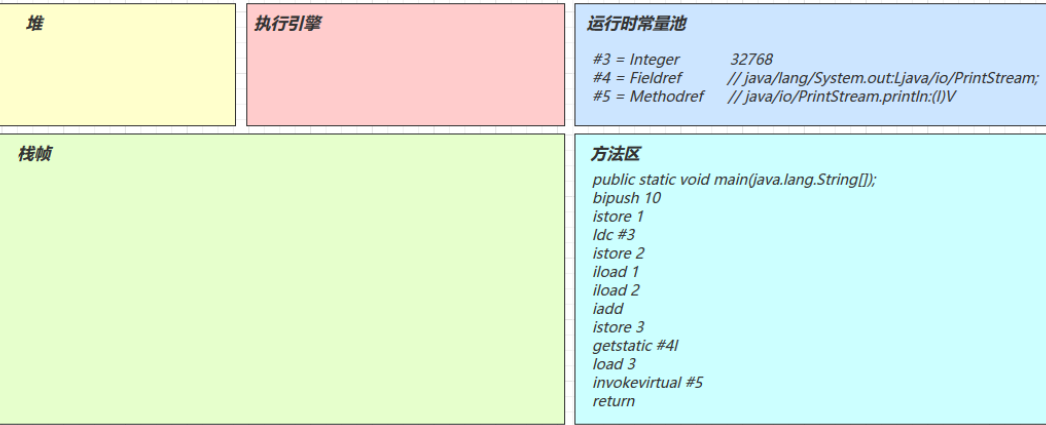 堆
执行引擎
运行时常量池
#3 = Integer 32768
#4 = Fieldref // java/lang/System.out:Ljava/io/PrintStream;
#5 = Methodref // java/io/PrintStream.println:(I)V
栈帧
方法区
public static void main(java.lang.String[]);
bipush 10
istore 1
ldc #3
istore 2
iload 1
iload 2
iadd
istore 3
getstatic #4I
load 3
invokevirtual #5
return